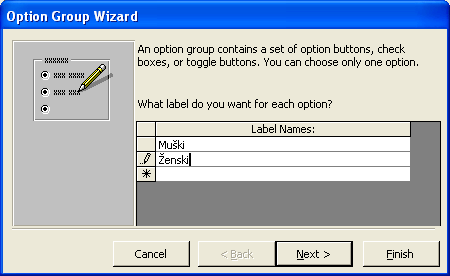 Option Group Wizard
An option group contains a set of option buttons, check
boxes, or toggle buttons. You can choose only one option.
What label do you want for each option?
Label Names:
Muški
Ženski
Cancel
< Back
Next >
Finish